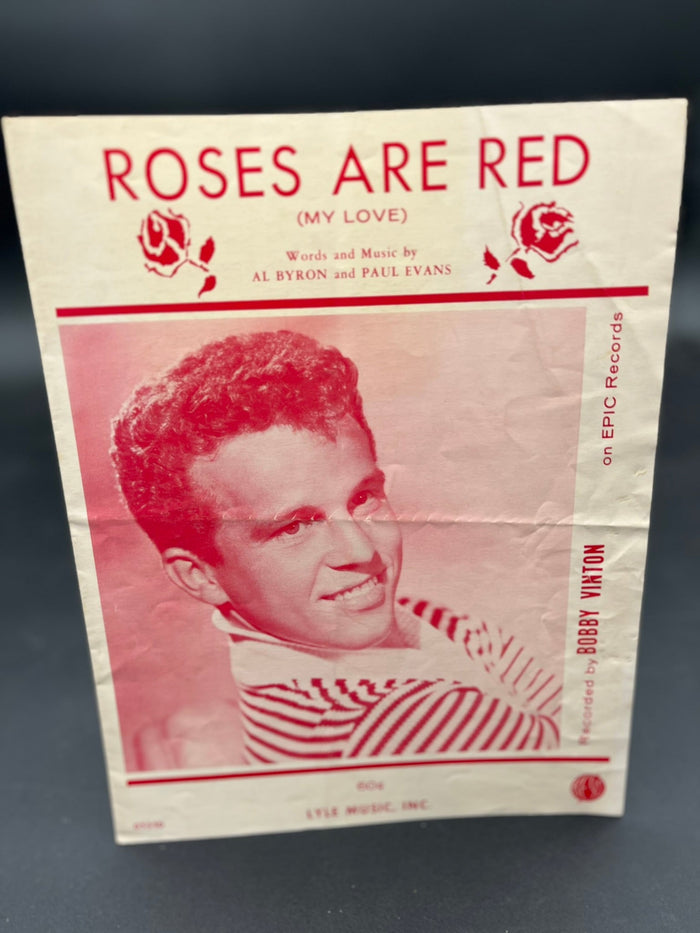 ROSES ARE RED
(MY LOVE)
Words and Music by
AL BYRON and PAUL EVANS
Recorded by BOBBY VINTON on EPIC Records
60¢
LYLE MUSIC, INC.